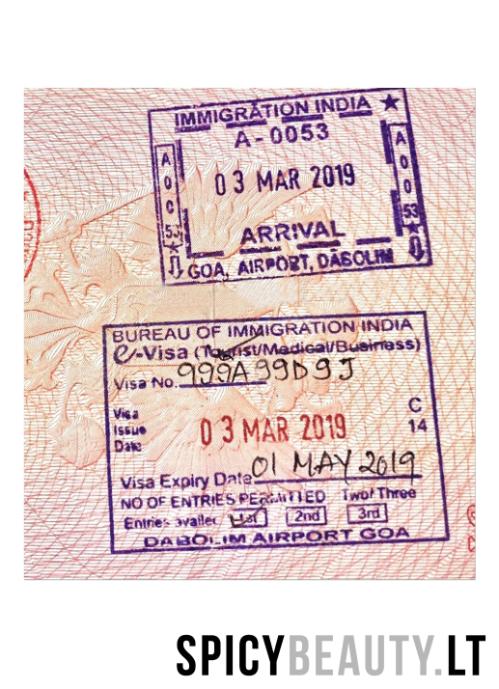 IMMIGRATION INDIA
A-0053
A0053
A0053
03 MAR 2019
ARRIVAL
GOA, AIRPORT, DABOLIM
BUREAU OF IMMIGRATION INDIA
e-Visa (Tourist/Medical/Business)
Visa No. 999A99D9J
Visa
Issue
Date
03 MAR 2019
C
14
Visa Expiry Date 01 MAY 2019
NO OF ENTRIES PERMITTED Two/ Three
Entries availed 1st 2nd 3rd
DABOLIM AIRPORT GOA
SPICYBEAUTY.LT